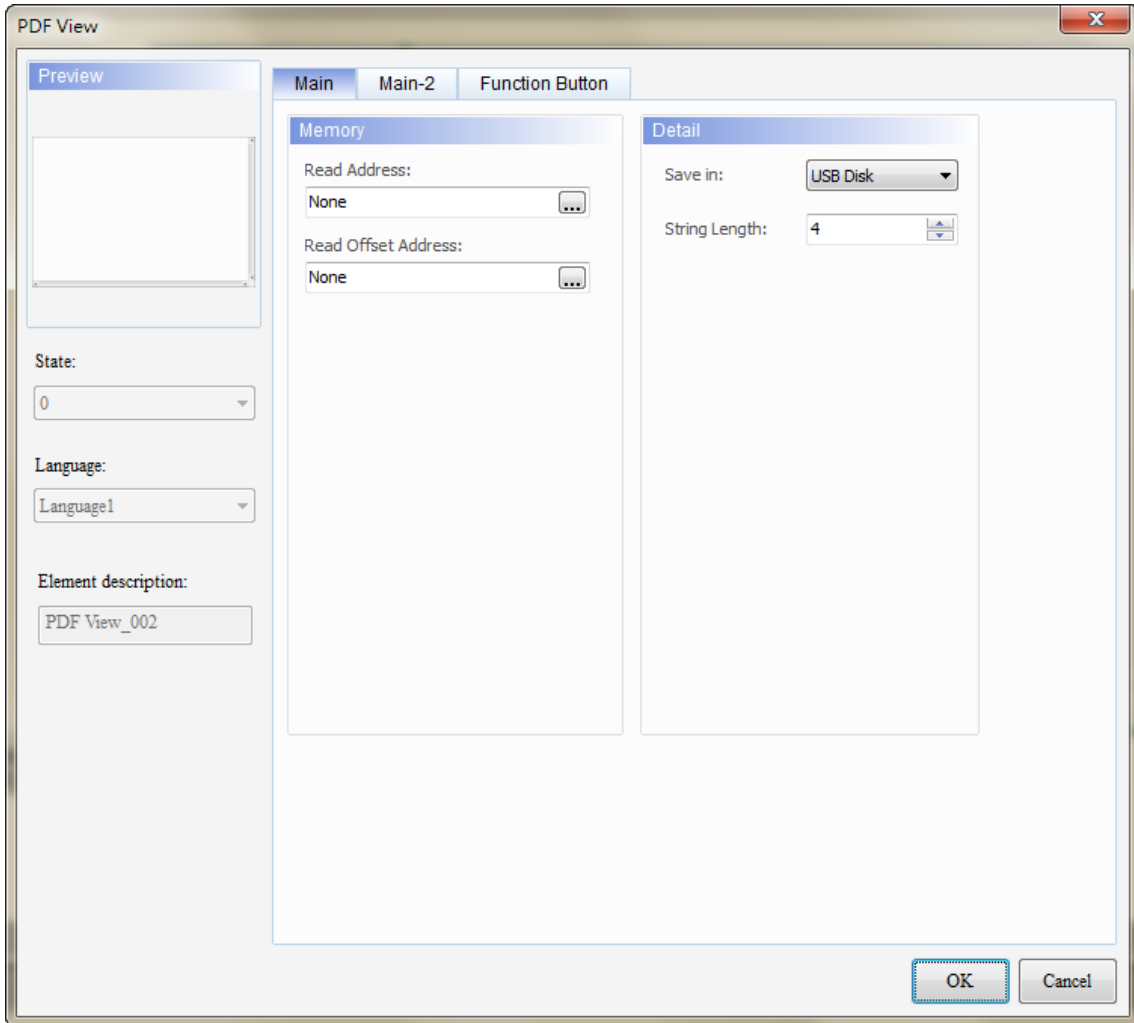 PDF View
Preview
Main
Main-2
Function Button
Memory
Detail
Read Address:
None
...
Save in:
USB Disk
Read Offset Address:
None
...
String Length:
4
State:
0
Language:
Language1
Element description:
PDF View_002
OK
Cancel